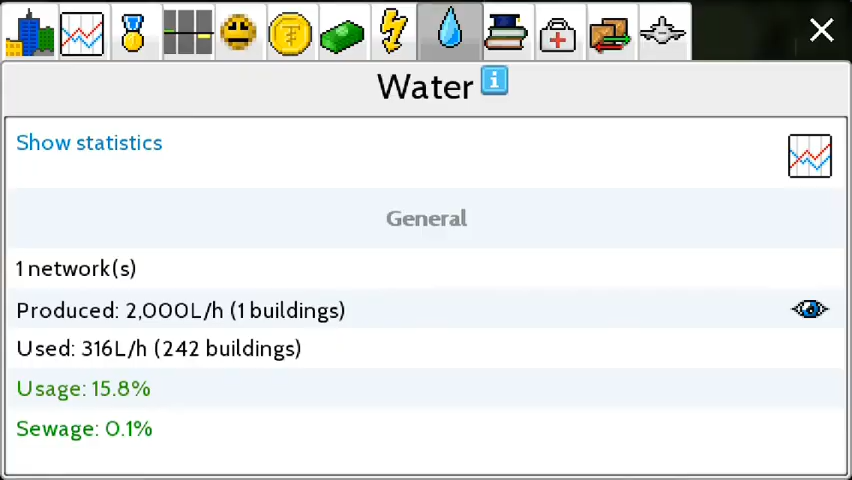 Water
Show statistics
General
1 network(s)
Produced: 2,000L/h (1 buildings)
Used: 316L/h (242 buildings)
Usage: 15.8%
Sewage: 0.1%